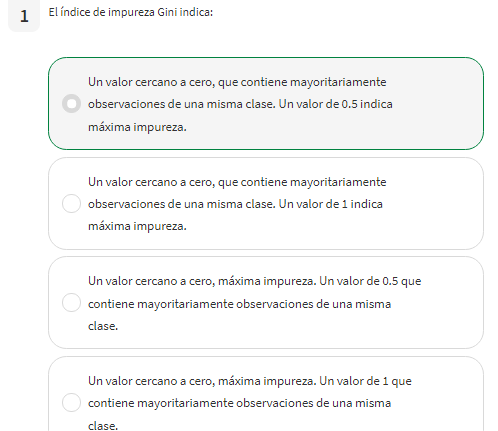 1 El índice de impureza Gini indica:
Un valor cercano a cero, que contiene mayoritariamente
observaciones de una misma clase. Un valor de 0.5 indica
máxima impureza.
Un valor cercano a cero, que contiene mayoritariamente
observaciones de una misma clase. Un valor de 1 indica
máxima impureza.
Un valor cercano a cero, máxima impureza. Un valor de 0.5 que
contiene mayoritariamente observaciones de una misma
clase.
Un valor cercano a cero, máxima impureza. Un valor de 1 que
contiene mayoritariamente observaciones de una misma
clase.